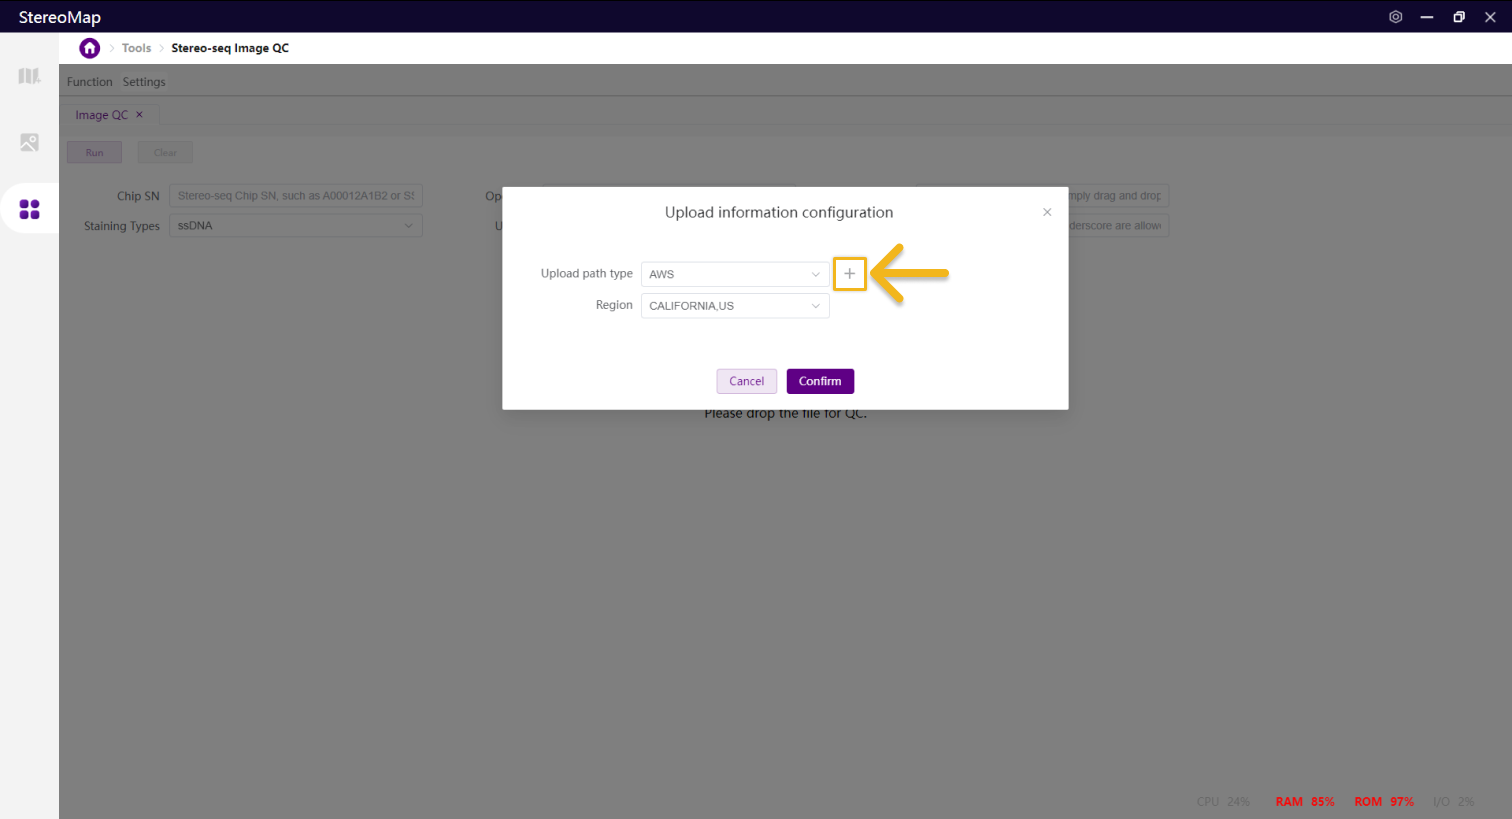 StereoMap
Tools Stereo-seq Image QC
Function Settings
Image QC
Run Clear
Chip SN Stereo-seq Chip SN, such as A00012A1B2 or SS Op mply drag and drop
Staining Types ssDNA U derscore are allowe
Upload information configuration
Upload path type AWS
Region CALIFORNIA,US
Cancel Confirm
Please drop the file for QC.
CPU 24% RAM 85% ROM 97% I/O 2%